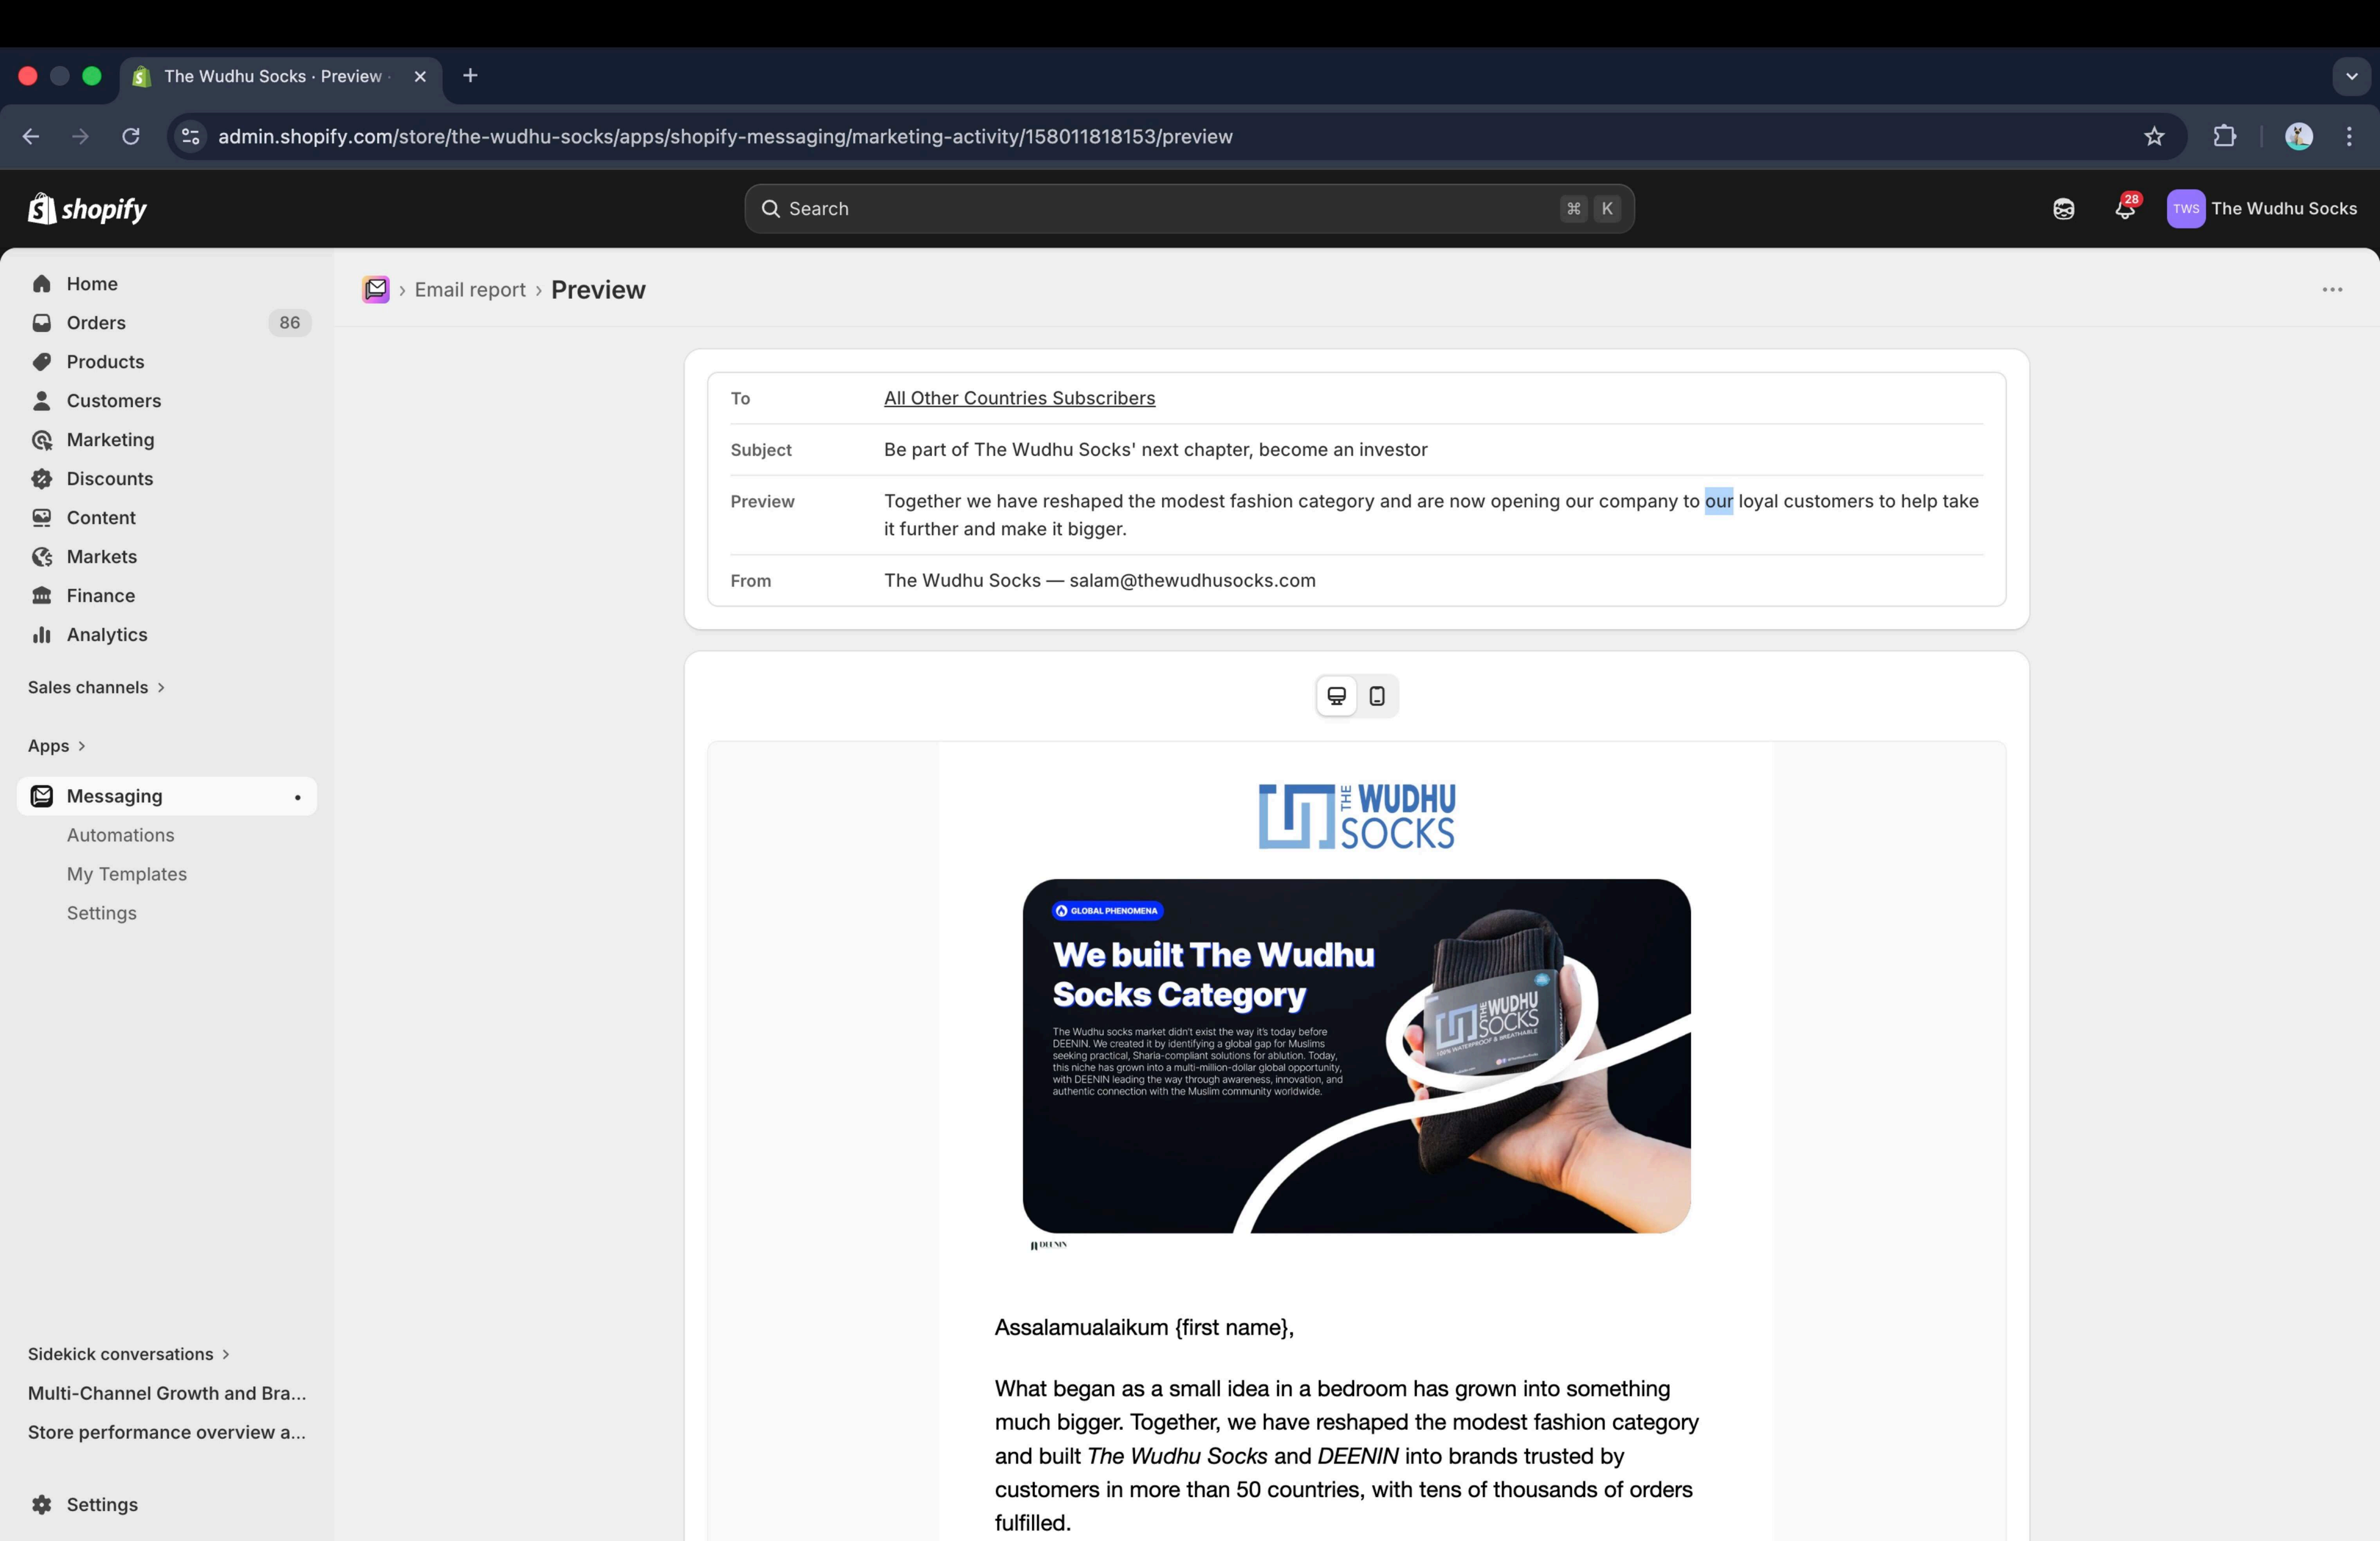 The Wudhu Socks · Preview ·
admin.shopify.com/store/the-wudhu-socks/apps/shopify-messaging/marketing-activity/158011818153/preview
shopify
Search
⌘ K
28
TWS
The Wudhu Socks
Home
Orders 86
Products
Customers
Marketing
Discounts
Content
Markets
Finance
Analytics
Sales channels
Apps
Messaging
Automations
My Templates
Settings
Sidekick conversations
Multi-Channel Growth and Bra...
Store performance overview a...
Settings
Email report › Preview
To All Other Countries Subscribers
Subject Be part of The Wudhu Socks' next chapter, become an investor
Preview Together we have reshaped the modest fashion category and are now opening our company to our loyal customers to help take
it further and make it bigger.
From The Wudhu Socks — salam@thewudhusocks.com
THE WUDHU
SOCKS
GLOBAL PHENOMENA
We built The Wudhu
Socks Category
The Wudhu socks market didn't exist the way it's today before
DEENIN. We created it by identifying a global gap for Muslims
seeking practical, Sharia-compliant solutions for ablution. Today,
this niche has grown into a multi-million-dollar global opportunity,
with DEENIN leading the way through awareness, innovation, and
authentic connection with the Muslim community worldwide.
THE WUDHU
SOCKS
100% WATERPROOF & BREATHABLE
DEENIN
Assalamualaikum {first name},
What began as a small idea in a bedroom has grown into something
much bigger. Together, we have reshaped the modest fashion category
and built The Wudhu Socks and DEENIN into brands trusted by
customers in more than 50 countries, with tens of thousands of orders
fulfilled.